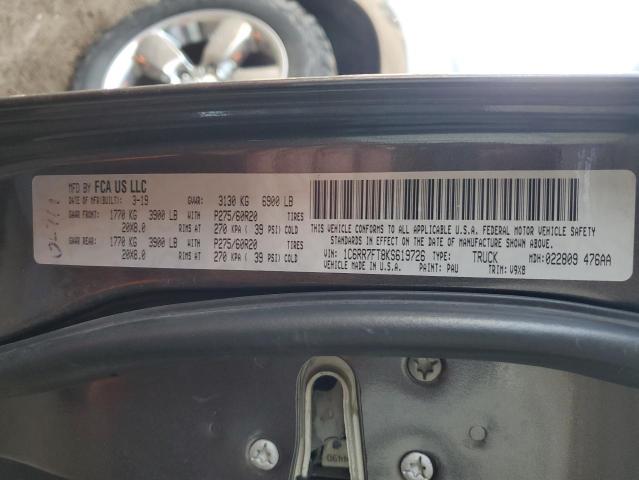 MFD BY FCA US LLC
DATE OF MFR(BUILT): 3-19 GVWR: 3130 KG 6900 LB
GAWR FRONT: 1770 KG 3900 LB WITH P275/60R20 TIRES
20X8.0 RIMS AT 270 KPA ( 39 PSI) COLD
GAWR REAR: 1770 KG 3900 LB WITH P275/60R20 TIRES
20X8.0 RIMS AT 270 KPA ( 39 PSI) COLD
THIS VEHICLE CONFORMS TO ALL APPLICABLE U.S.A. FEDERAL MOTOR VEHICLE SAFETY
STANDARDS IN EFFECT ON THE DATE OF MANUFACTURE SHOWN ABOVE.
VIN: 1C6RR7FT8KS619726 TYPE: TRUCK MDH: 022809 476AA
VEHICLE MADE IN U.S.A. PAINT: PAU TRIM: V9X8